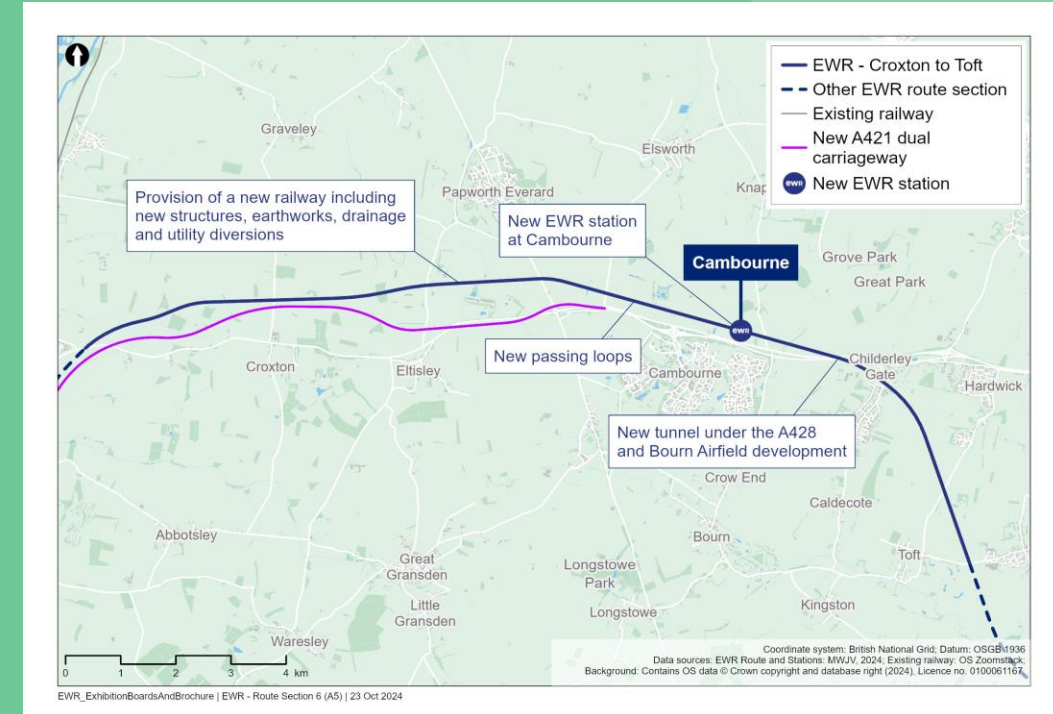 EWR - Croxton to Toft
Other EWR route section
Existing railway
New A421 dual
carriageway
ewr
New EWR station
Graveley
Elsworth
Papworth Everard
Knap
Provision of a new railway including
new structures, earthworks, drainage
and utility diversions
New EWR station
at Cambourne
Cambourne
Grove Park
Great Park
ewr
New passing loops
Croxton
Eltisley
Cambourne
Childerley
Gate
Hardwick
New tunnel under the A428
and Bourn Airfield development
Crow End
Caldecote
Abbotsley
Bourn
Toft
Great
Gransden
Longstowe
Park
Little
Gransden
Longstowe
Kingston
Waresley
0 1 2 3 4 km
Coordinate system: British National Grid; Datum: OSGB 1936
Data sources: EWR Route and Stations: MWJV, 2024; Existing railway: OS Zoomstack;
Background: Contains OS data © Crown copyright and database right (2024), Licence no. 0100061167
EWR_ExhibitionBoardsAndBrochure | EWR - Route Section 6 (A5) | 23 Oct 2024